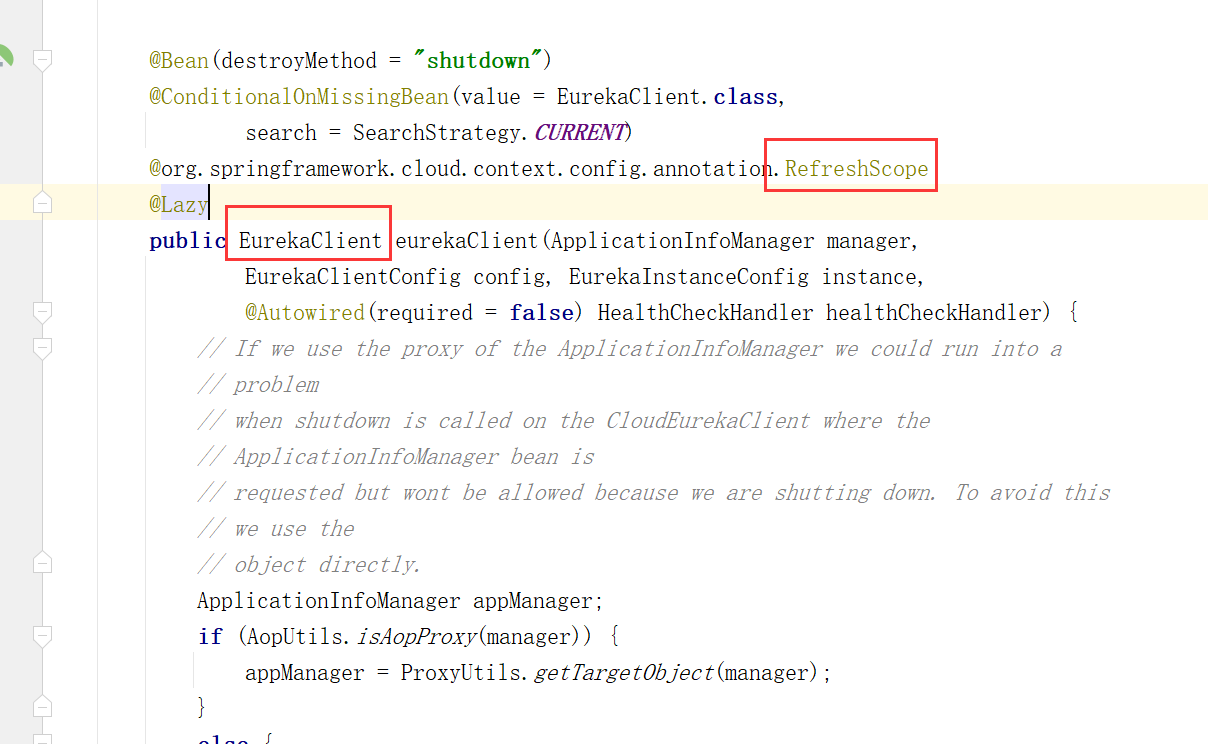 @Bean(destroyMethod = "shutdown")
@ConditionalOnMissingBean(value = EurekaClient.class,
search = SearchStrategy.CURRENT)
@org.springframework.cloud.context.config.annotation.RefreshScope
@Lazy
public EurekaClient eurekaClient(ApplicationInfoManager manager,
EurekaClientConfig config, EurekaInstanceConfig instance,
@Autowired(required = false) HealthCheckHandler healthCheckHandler) {
// If we use the proxy of the ApplicationInfoManager we could run into a
// problem
// when shutdown is called on the CloudEurekaClient where the
// ApplicationInfoManager bean is
// requested but wont be allowed because we are shutting down. To avoid this
// we use the
// object directly.
ApplicationInfoManager appManager;
if (AopUtils.isAopProxy(manager)) {
appManager = ProxyUtils.getTargetObject(manager);
}
else {